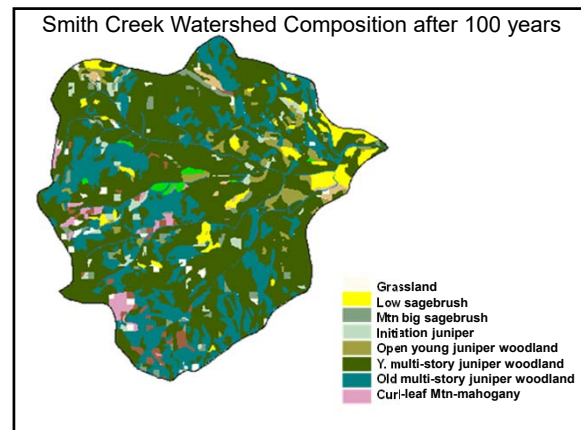 Smith Creek Watershed Composition after 100 years
Grassland
Low sagebrush
Mtn big sagebrush
Initiation juniper
Open young juniper woodland
Y. multi-story juniper woodland
Old multi-story juniper woodland
Curl-leaf Mtn-mahogany